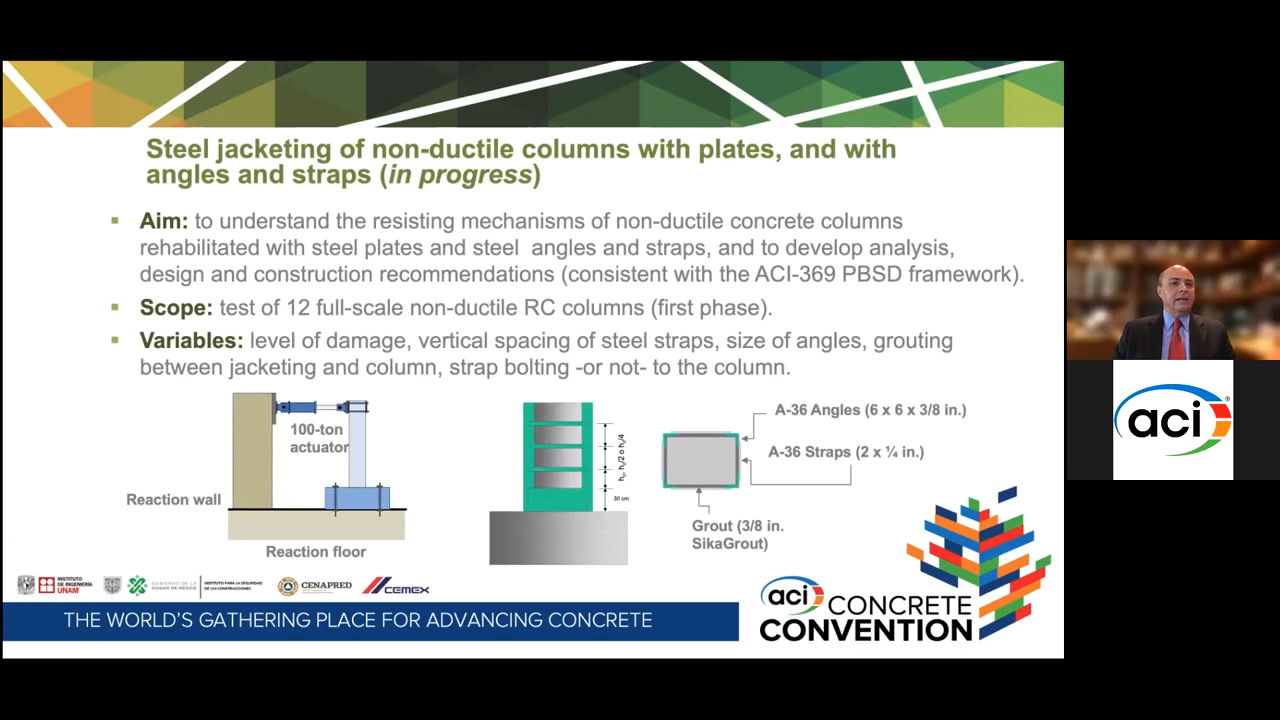 Steel jacketing of non-ductile columns with plates, and with
angles and straps (in progress)
▪ Aim: to understand the resisting mechanisms of non-ductile concrete columns
rehabilitated with steel plates and steel angles and straps, and to develop analysis,
design and construction recommendations (consistent with the ACI-369 PBSD framework).
▪ Scope: test of 12 full-scale non-ductile RC columns (first phase).
▪ Variables: level of damage, vertical spacing of steel straps, size of angles, grouting
between jacketing and column, strap bolting -or not- to the column.
100-ton
actuator
Reaction wall
Reaction floor
30 cm
A-36 Angles (6 x 6 x 3/8 in.)
A-36 Straps (2 x ¼ in.)
Grout (3/8 in.
SikaGrout)
INSTITUTO
DE INGENIERÍA
UNAM
GOBIERNO DE LA
CIUDAD DE MÉXICO
INSTITUTO PARA LA SEGURIDAD
DE LAS CONSTRUCCIONES
CENAPRED
CEMEX
THE WORLD'S GATHERING PLACE FOR ADVANCING CONCRETE
aci CONCRETE
CONVENTION
aci®